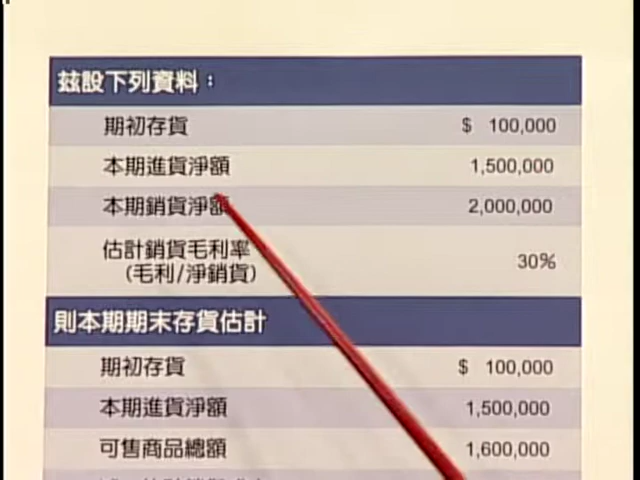 茲設下列資料：
期初存貨 $ 100,000
本期進貨淨額 1,500,000
本期銷貨淨額 2,000,000
估計銷貨毛利率
(毛利/淨銷貨) 30%
則本期期末存貨估計
期初存貨 $ 100,000
本期進貨淨額 1,500,000
可售商品總額 1,600,000